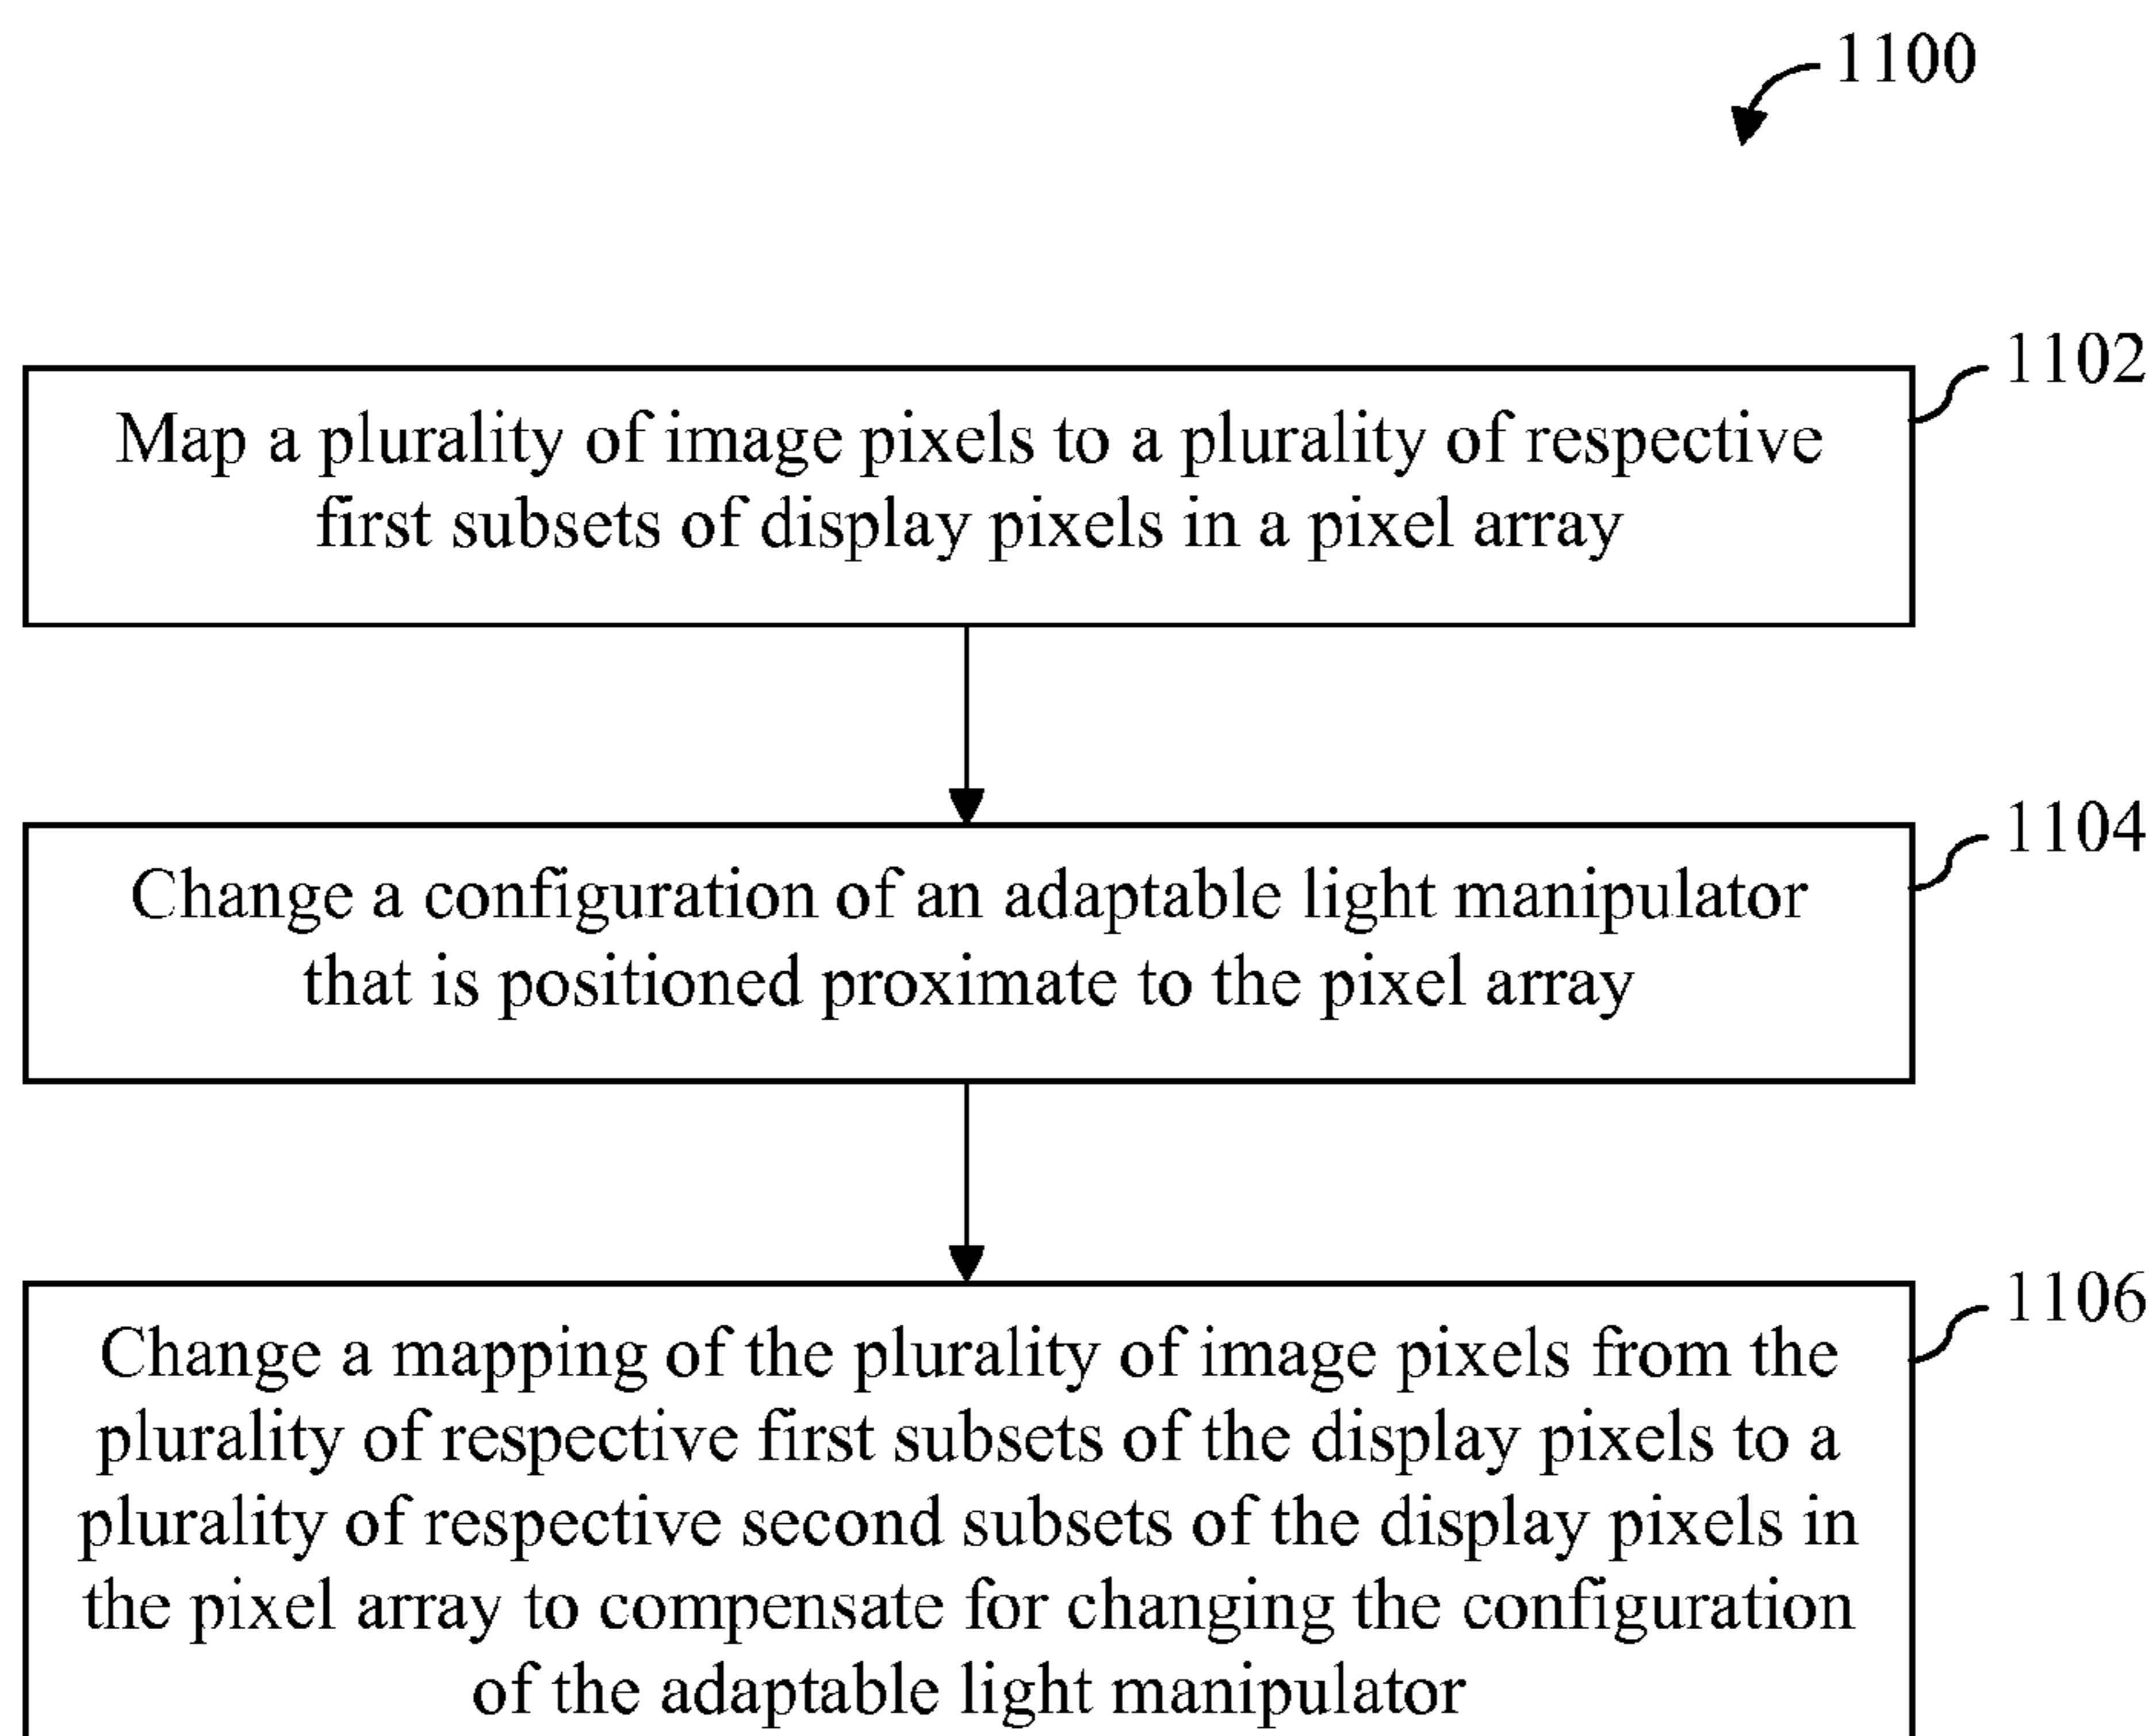 1100
1102
Map a plurality of image pixels to a plurality of respective
first subsets of display pixels in a pixel array
1104
Change a configuration of an adaptable light manipulator
that is positioned proximate to the pixel array
1106
Change a mapping of the plurality of image pixels from the
plurality of respective first subsets of the display pixels to a
plurality of respective second subsets of the display pixels in
the pixel array to compensate for changing the configuration
of the adaptable light manipulator